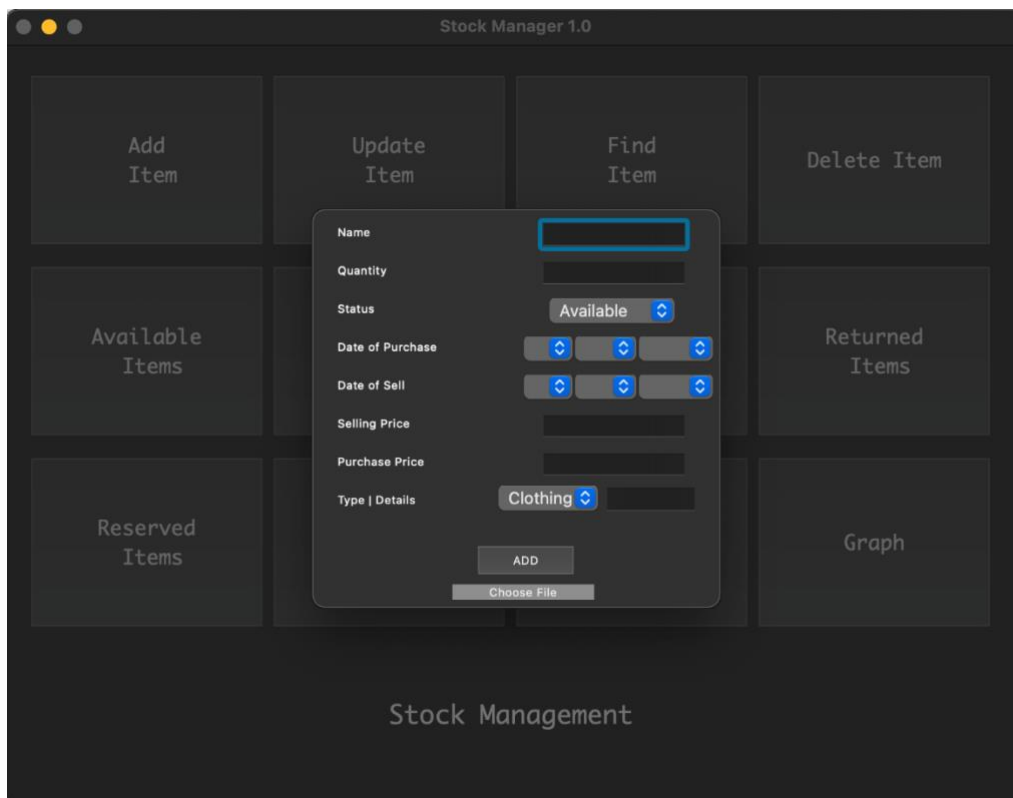 Stock Manager 1.0
Add
Item
Update
Item
Find
Item
Delete Item
Name
Quantity
Status Available
Date of Purchase
Date of Sell
Selling Price
Purchase Price
Type | Details Clothing
ADD
Choose File
Available
Items
Returned
Items
Reserved
Items
Graph
Stock Management